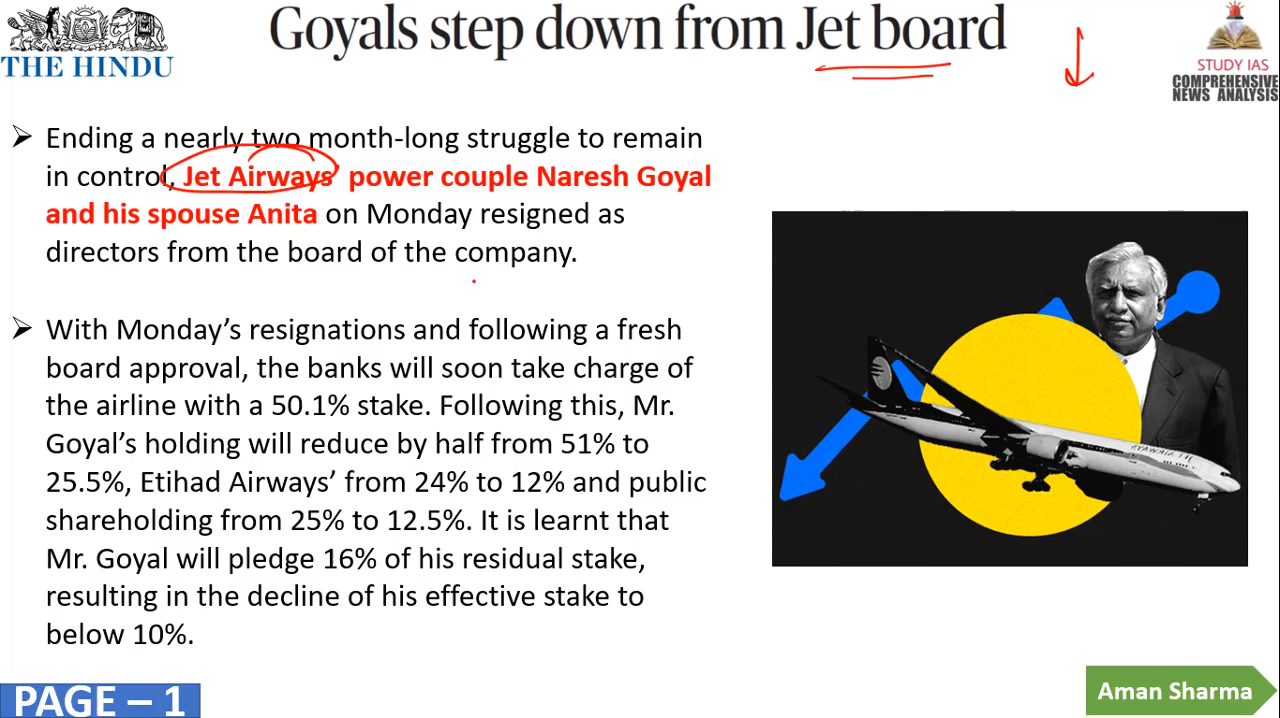 Goyals step down from Jet board
THE HINDU
STUDY IAS
COMPREHENSIVE
NEWS ANALYSIS
Ending a nearly two month-long struggle to remain
in control, Jet Airways' power couple Naresh Goyal
and his spouse Anita on Monday resigned as
directors from the board of the company.
With Monday's resignations and following a fresh
board approval, the banks will soon take charge of
the airline with a 50.1% stake. Following this, Mr.
Goyal's holding will reduce by half from 51% to
25.5%, Etihad Airways' from 24% to 12% and public
shareholding from 25% to 12.5%. It is learnt that
Mr. Goyal will pledge 16% of his residual stake,
resulting in the decline of his effective stake to
below 10%.
JET AIRWAYS
PAGE – 1
Aman Sharma